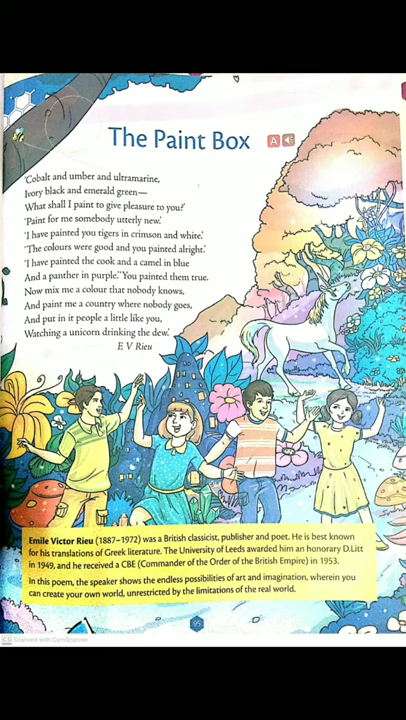 The Paint Box
A
'Cobalt and umber and ultramarine,
Ivory black and emerald green—
What shall I paint to give pleasure to you?'
'Paint for me somebody utterly new.'
'I have painted you tigers in crimson and white.'
'The colours were good and you painted alright.'
'I have painted the cook and a camel in blue
And a panther in purple.' 'You painted them true.
Now mix me a colour that nobody knows,
And paint me a country where nobody goes,
And put in it people a little like you,
Watching a unicorn drinking the dew.'
E V Rieu
Emile Victor Rieu (1887–1972) was a British classicist, publisher and poet. He is best known
for his translations of Greek literature. The University of Leeds awarded him an honorary D.Litt
in 1949, and he received a CBE (Commander of the Order of the British Empire) in 1953.
In this poem, the speaker shows the endless possibilities of art and imagination, wherein you
can create your own world, unrestricted by the limitations of the real world.
95
CS Scanned with CamScanner